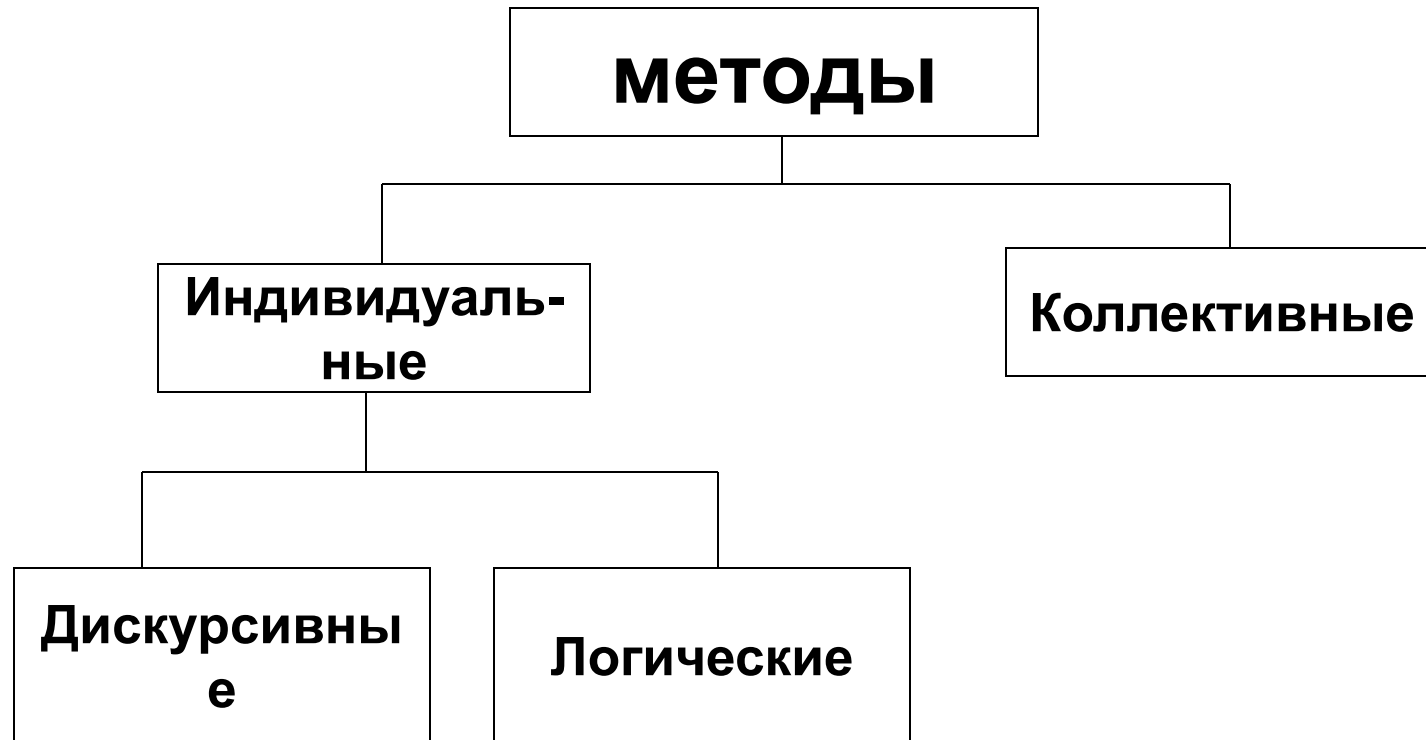 методы
Индивидуаль-
ные
Коллективные
Дискурсивны
е
Логические